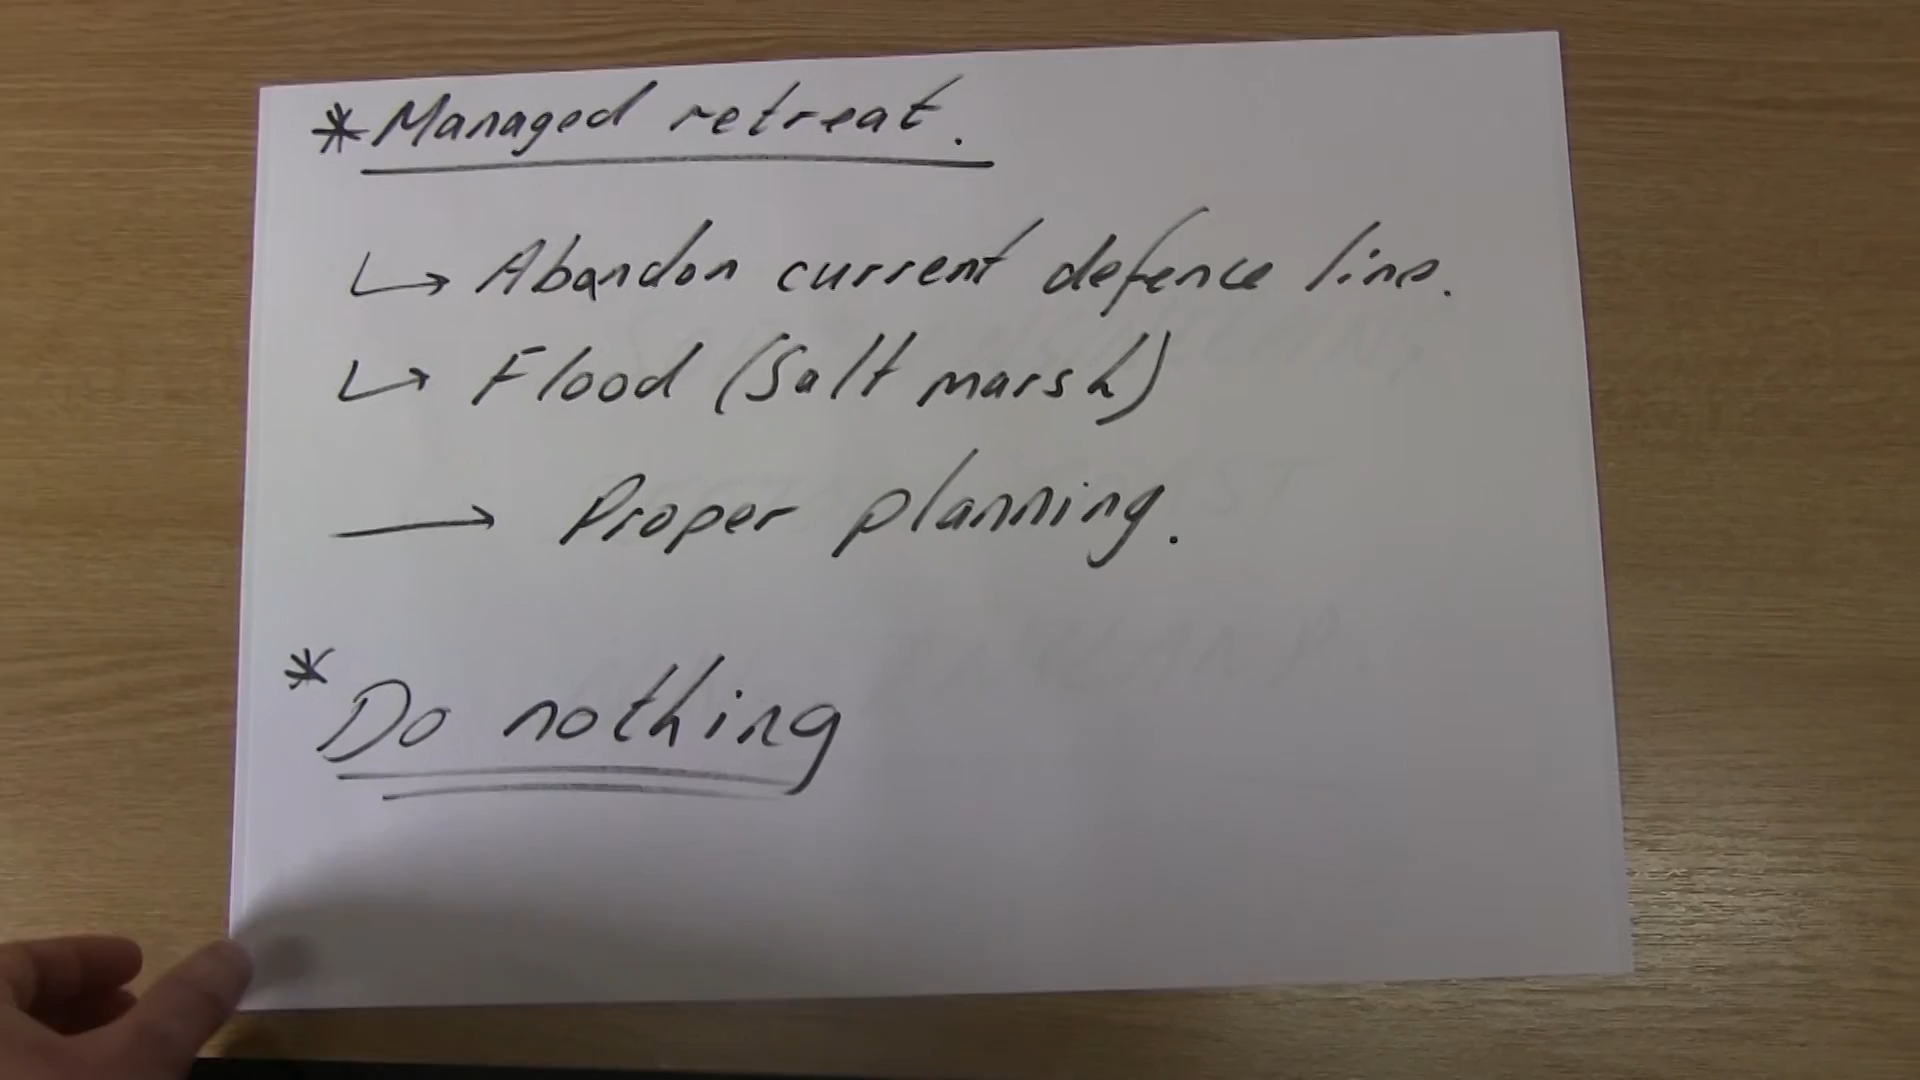 * Managed retreat.
↳ Abandon current defence line.
↳ Flood (Salt marsh)
→ Proper planning.
* Do nothing